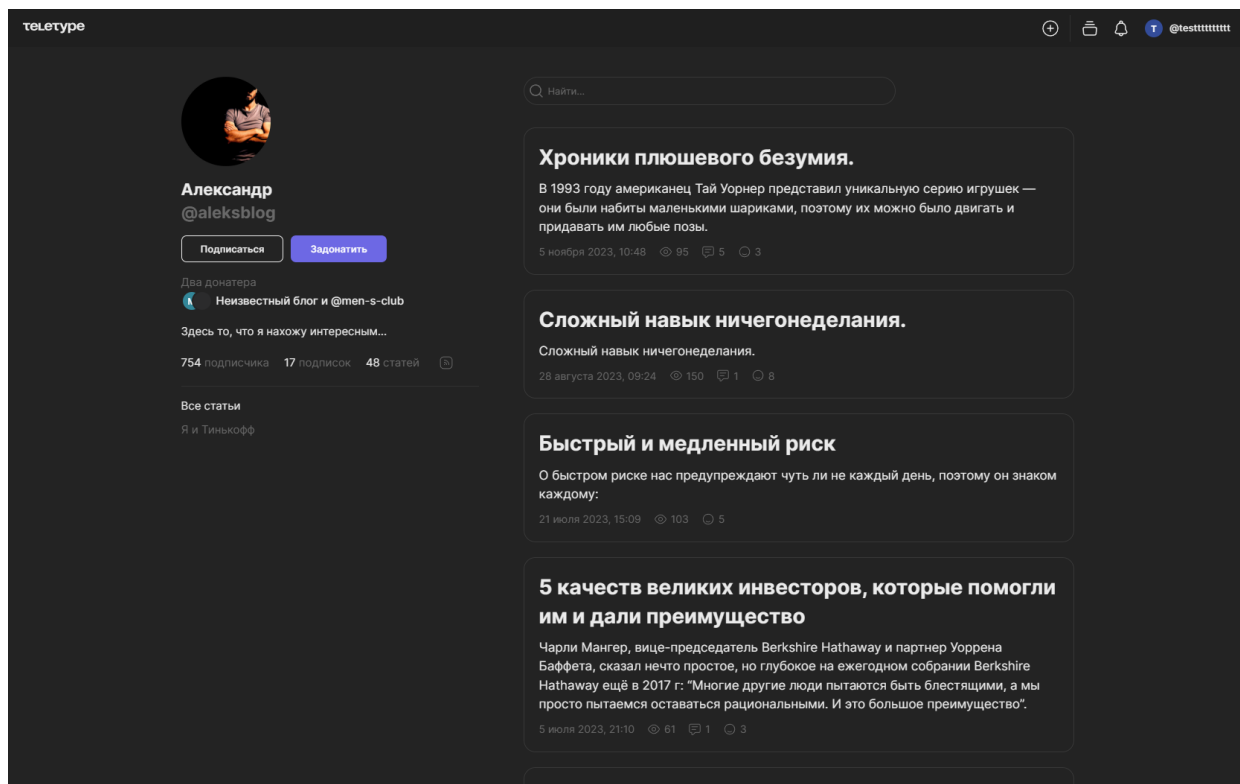 теletype
T @testttttttttt
Александр
@aleksblog
Подписаться Задонатить
Два донатера
Неизвестный блог и @men-s-club
Здесь то, что я нахожу интересным...
754 подписчика 17 подписок 48 статей
Все статьи
Я и Тинькофф
Найти...
Хроники плюшевого безумия.
В 1993 году американец Тай Уорнер представил уникальную серию игрушек —
они были набиты маленькими шариками, поэтому их можно было двигать и
придавать им любые позы.
5 ноября 2023, 10:48 95 5 3
Сложный навык ничегонеделания.
Сложный навык ничегонеделания.
28 августа 2023, 09:24 150 1 8
Быстрый и медленный риск
О быстром риске нас предупреждают чуть ли не каждый день, поэтому он знаком
каждому:
21 июля 2023, 15:09 103 5
5 качеств великих инвесторов, которые помогли
им и дали преимущество
Чарли Мангер, вице-председатель Berkshire Hathaway и партнер Уоррена
Баффета, сказал нечто простое, но глубокое на ежегодном собрании Berkshire
Hathaway ещё в 2017 г: “Многие другие люди пытаются быть блестящими, а мы
просто пытаемся оставаться рациональными. И это большое преимущество”.
5 июля 2023, 21:10 61 1 3